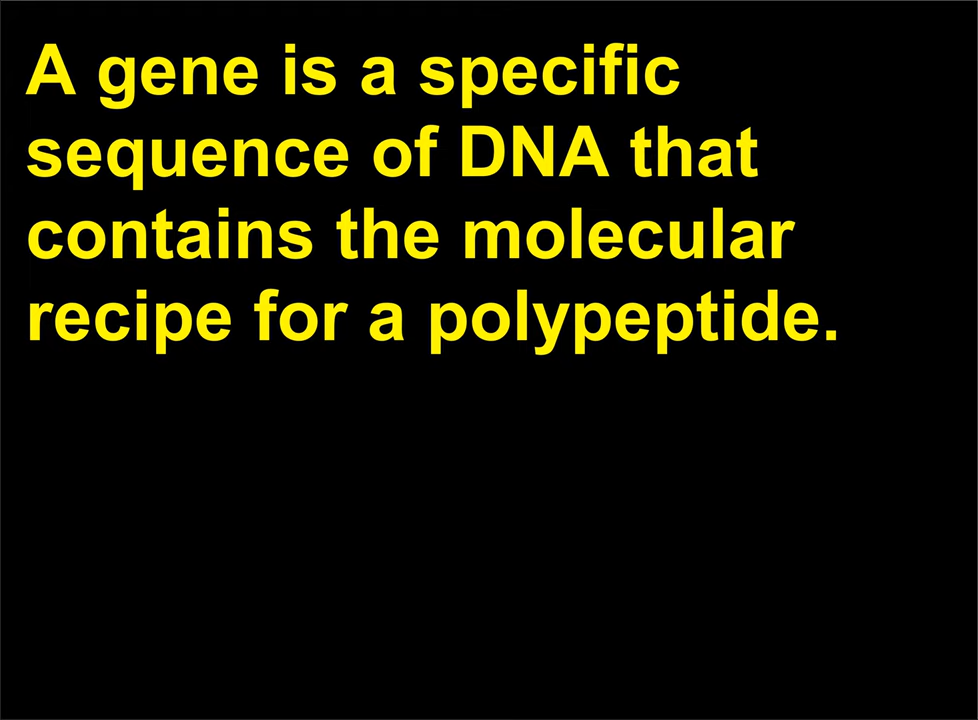 A gene is a specific
sequence of DNA that
contains the molecular
recipe for a polypeptide.